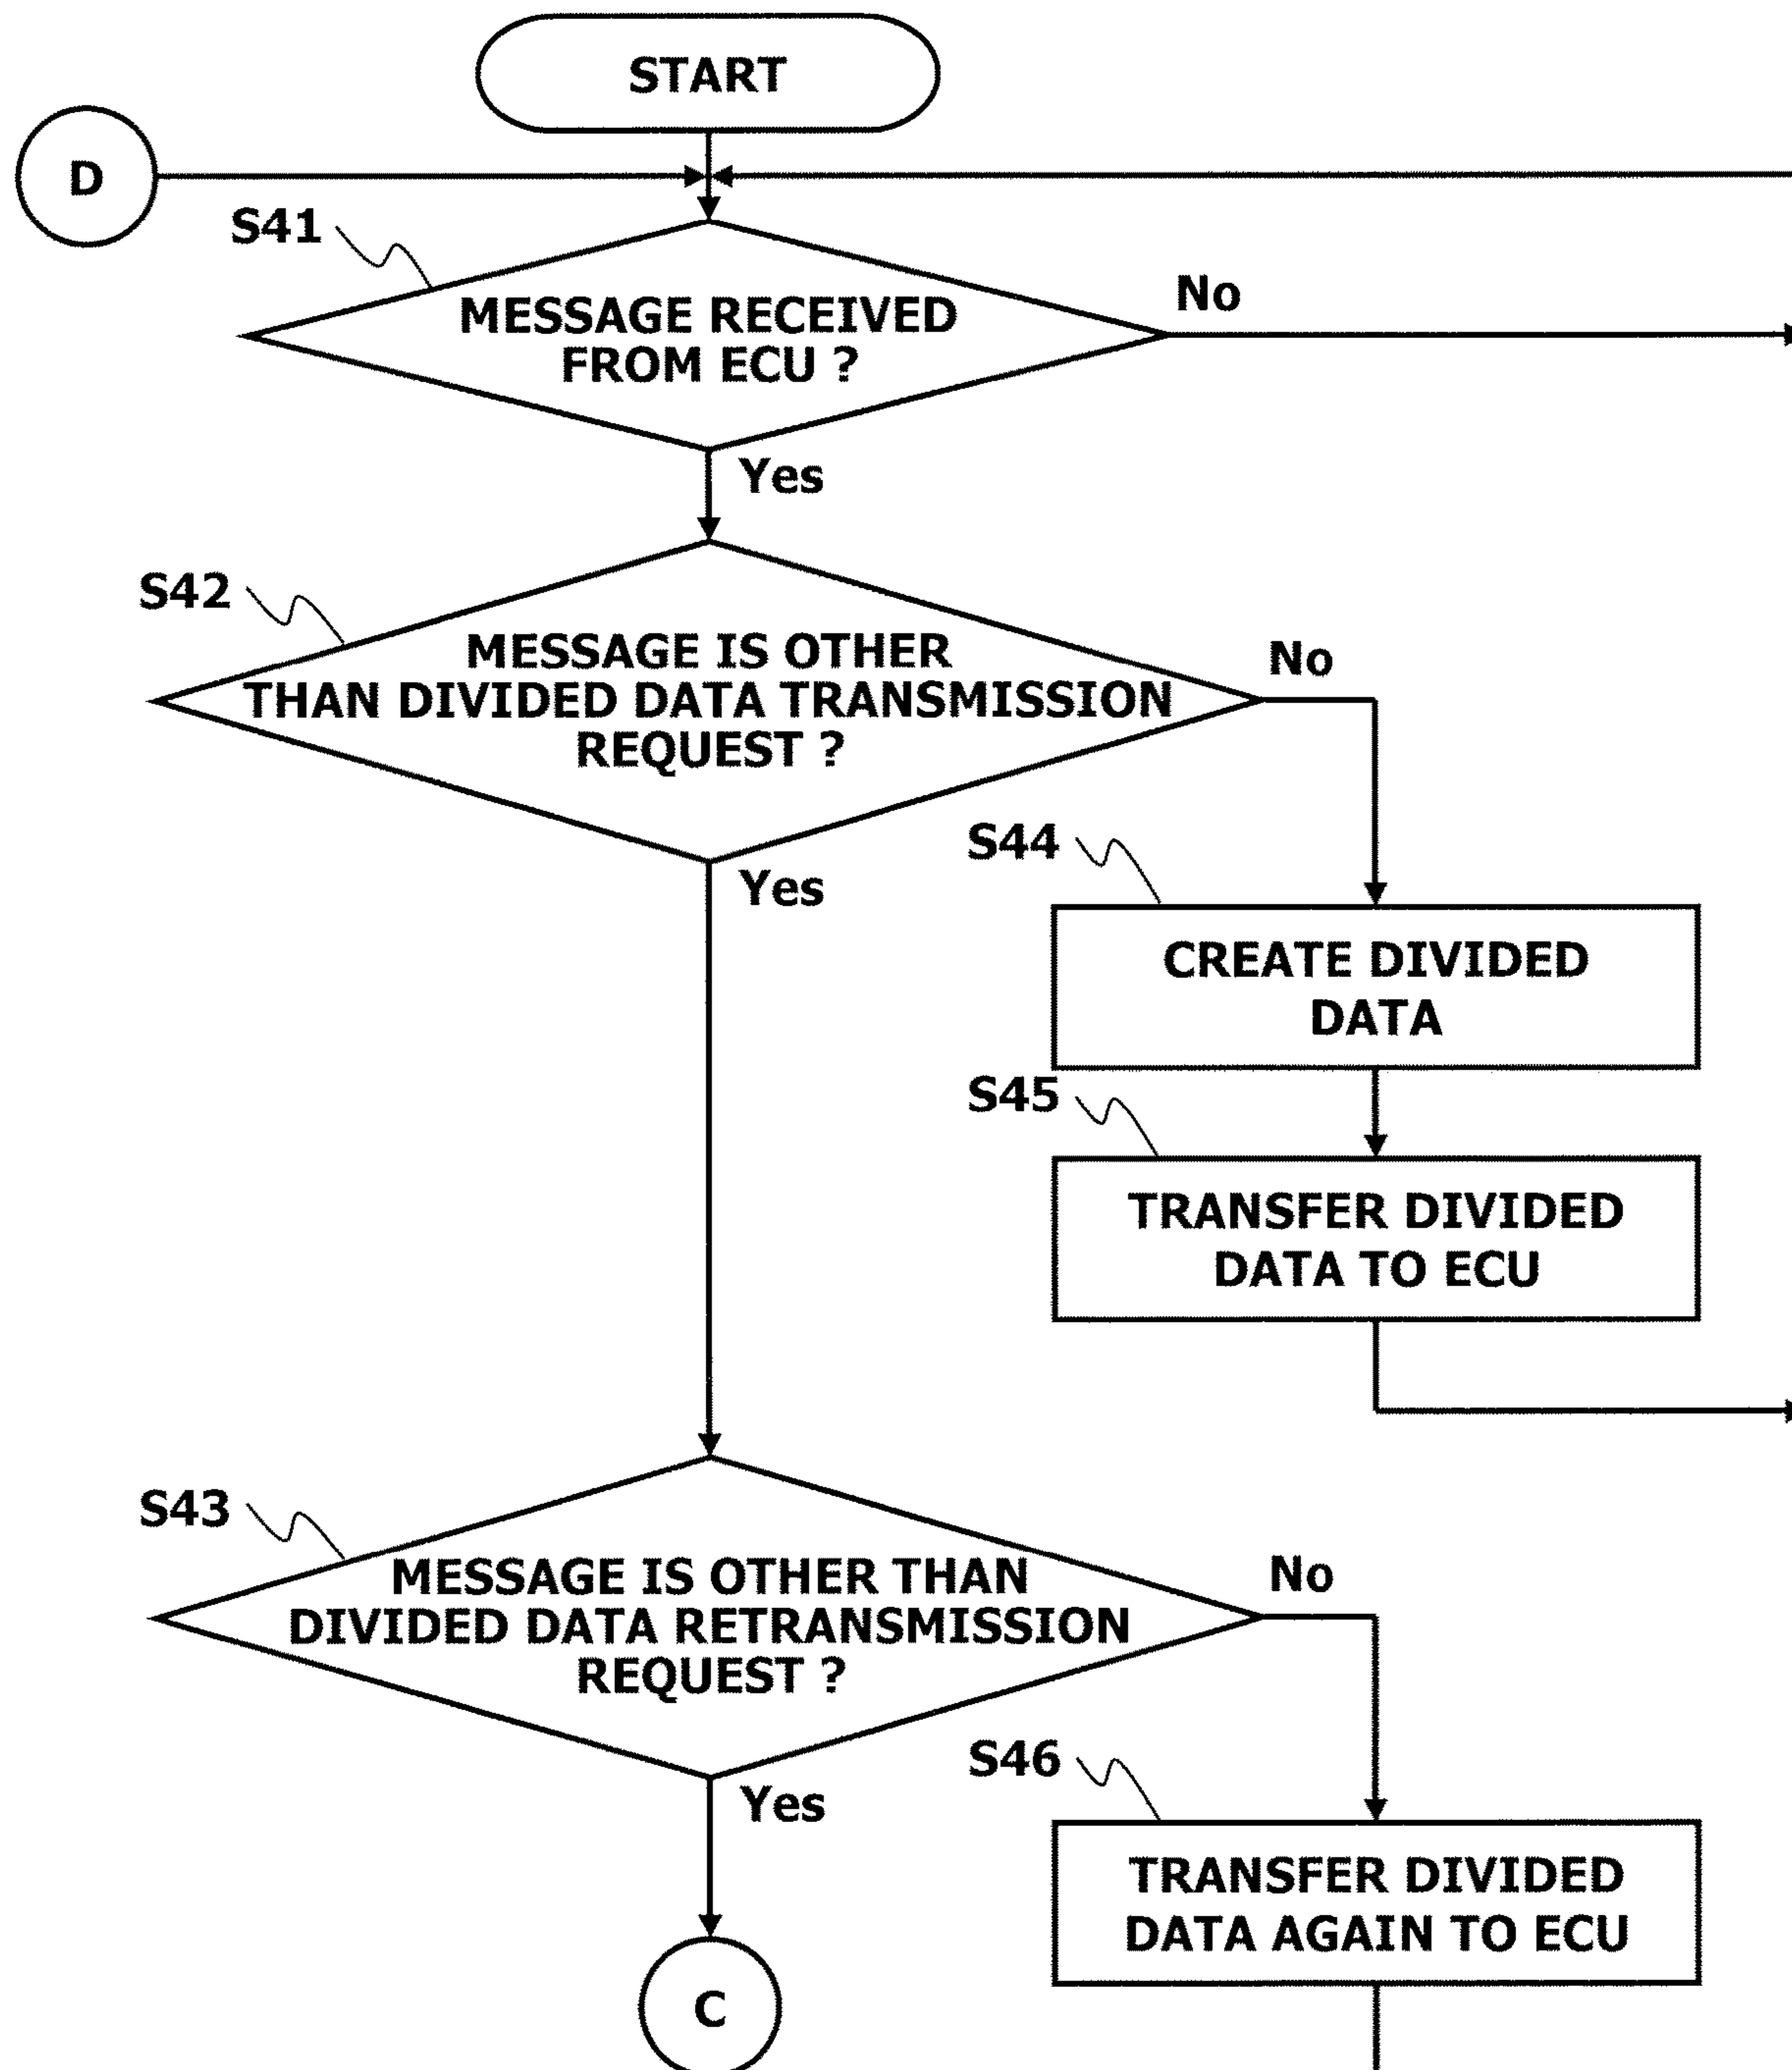 START
D
S41
MESSAGE RECEIVED
FROM ECU ?
No
Yes
S42
MESSAGE IS OTHER
THAN DIVIDED DATA TRANSMISSION
REQUEST ?
No
Yes
S44
CREATE DIVIDED
DATA
S45
TRANSFER DIVIDED
DATA TO ECU
S43
MESSAGE IS OTHER THAN
DIVIDED DATA RETRANSMISSION
REQUEST ?
No
Yes
S46
TRANSFER DIVIDED
DATA AGAIN TO ECU
C